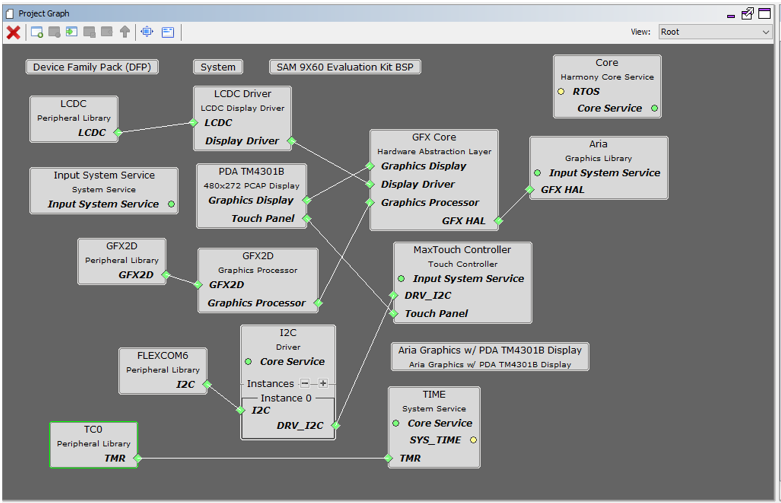 Project Graph
View:
Root
Device Family Pack (DFP)
System
SAM 9X60 Evaluation Kit BSP
Core
Harmony Core Service
RTOS
Core Service
LCDC
Peripheral Library
LCDC
LCDC Driver
LCDC Display Driver
LCDC
Display Driver
GFX Core
Hardware Abstraction Layer
Graphics Display
Display Driver
Graphics Processor
GFX HAL
Aria
Graphics Library
Input System Service
GFX HAL
Input System Service
System Service
Input System Service
PDA TM4301B
480x272 PCAP Display
Graphics Display
Touch Panel
GFX2D
Peripheral Library
GFX2D
GFX2D
Graphics Processor
GFX2D
Graphics Processor
MaxTouch Controller
Touch Controller
Input System Service
DRV_I2C
Touch Panel
I2C
Driver
Core Service
Instances
Instance 0
I2C
DRV_I2C
FLEXCOM6
Peripheral Library
I2C
Aria Graphics w/ PDA TM4301B Display
Aria Graphics w/ PDA TM4301B Display
TC0
Peripheral Library
TMR
TIME
System Service
Core Service
SYS_TIME
TMR